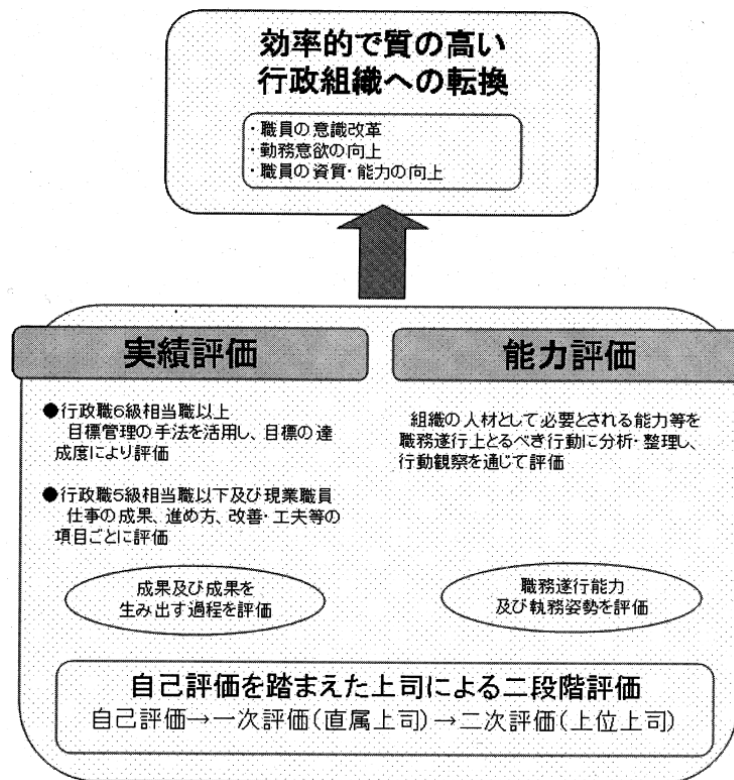 効率的で質の高い
行政組織への転換
・職員の意識改革
・勤務意欲の向上
・職員の資質・能力の向上
実績評価
●行政職6級相当職以上
目標管理の手法を活用し、目標の達
成度により評価
●行政職5級相当職以下及び現業職員
仕事の成果、進め方、改善・工夫等の
項目ごとに評価
成果及び成果を
生み出す過程を評価
能力評価
組織の人材として必要とされる能力等を
職務遂行上とるべき行動に分析・整理し、
行動観察を通じて評価
職務遂行能力
及び執務姿勢を評価
自己評価を踏まえた上司による二段階評価
自己評価→一次評価(直属上司)→二次評価(上位上司)